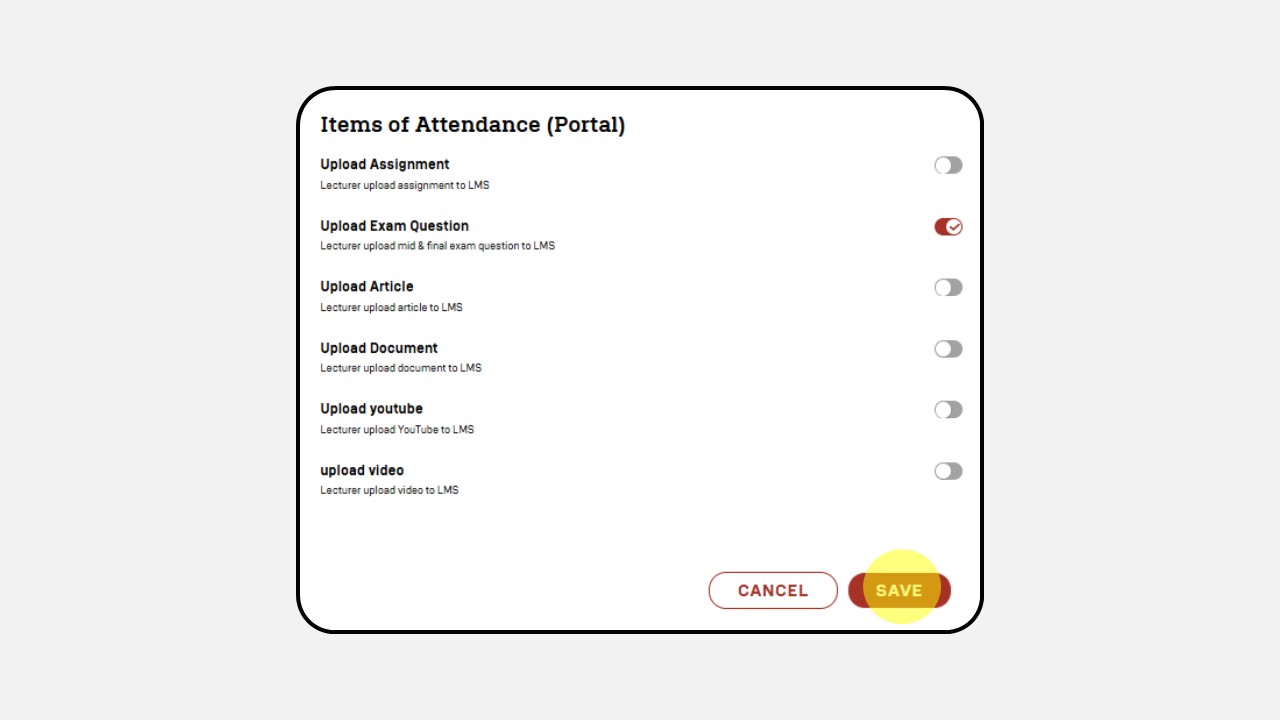 Items of Attendance (Portal)
Upload Assignment
Lecturer upload assignment to LMS
Upload Exam Question
Lecturer upload mid & final exam question to LMS
Upload Article
Lecturer upload article to LMS
Upload Document
Lecturer upload document to LMS
Upload youtube
Lecturer upload YouTube to LMS
upload video
Lecturer upload video to LMS
CANCEL SAVE